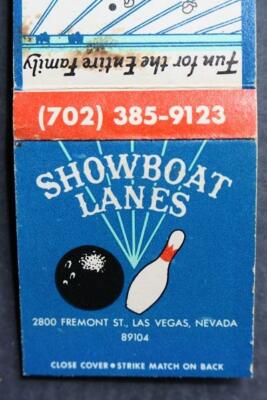 Fun for the Entire Family
(702) 385-9123
SHOWBOAT
LANES
2800 FREMONT ST., LAS VEGAS, NEVADA
89104
CLOSE COVER • STRIKE MATCH ON BACK